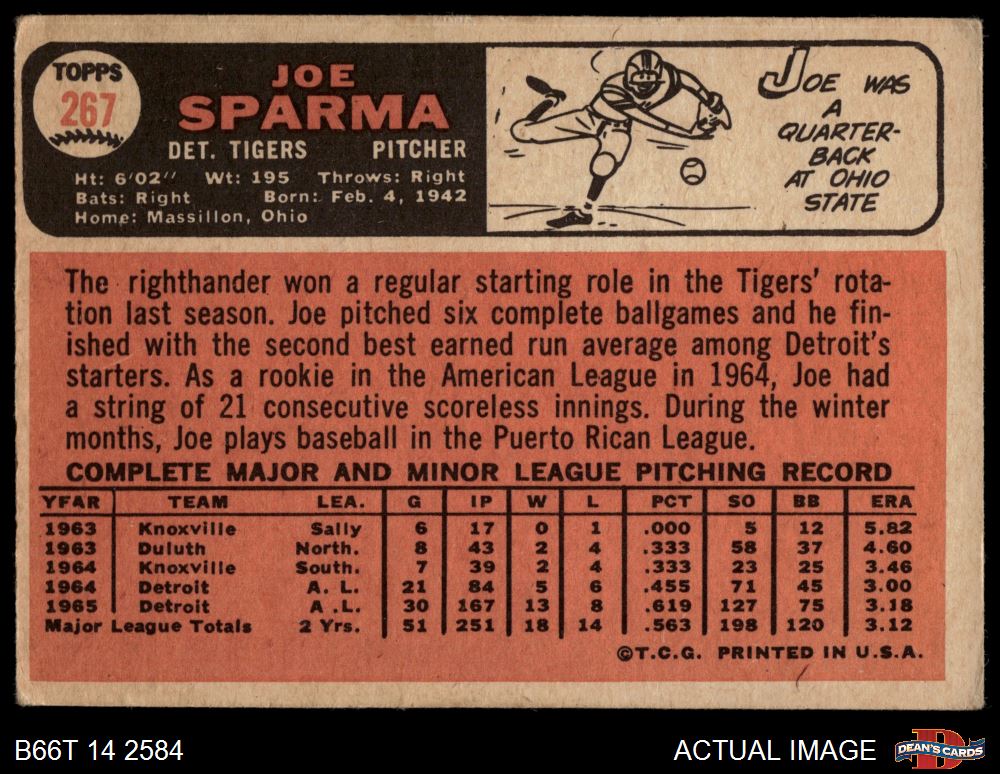 TOPPS
267
JOE
SPARMA
DET. TIGERS PITCHER
Ht: 6'02" Wt: 195 Throws: Right
Bats: Right Born: Feb. 4, 1942
Home: Massillon, Ohio
JOE WAS
A
QUARTER-
BACK
AT OHIO
STATE
The righthander won a regular starting role in the Tigers' rota-
tion last season. Joe pitched six complete ballgames and he fin-
ished with the second best earned run average among Detroit's
starters. As a rookie in the American League in 1964, Joe had
a string of 21 consecutive scoreless innings. During the winter
months, Joe plays baseball in the Puerto Rican League.
COMPLETE MAJOR AND MINOR LEAGUE PITCHING RECORD
YEAR TEAM LEA. G IP W L PCT SO BB ERA
1963 Knoxville Sally 6 17 0 1 .000 5 12 5.82
1963 Duluth North. 8 43 2 4 .333 58 37 4.60
1964 Knoxville South. 7 39 2 4 .333 23 25 3.46
1964 Detroit A. L. 21 84 5 6 .455 71 45 3.00
1965 Detroit A .L. 30 167 13 8 .619 127 75 3.18
Major League Totals 2 Yrs. 51 251 18 14 .563 198 120 3.12
©T.C.G. PRINTED IN U.S.A.
B66T 14 2584
ACTUAL IMAGE
DEAN'S CARDS